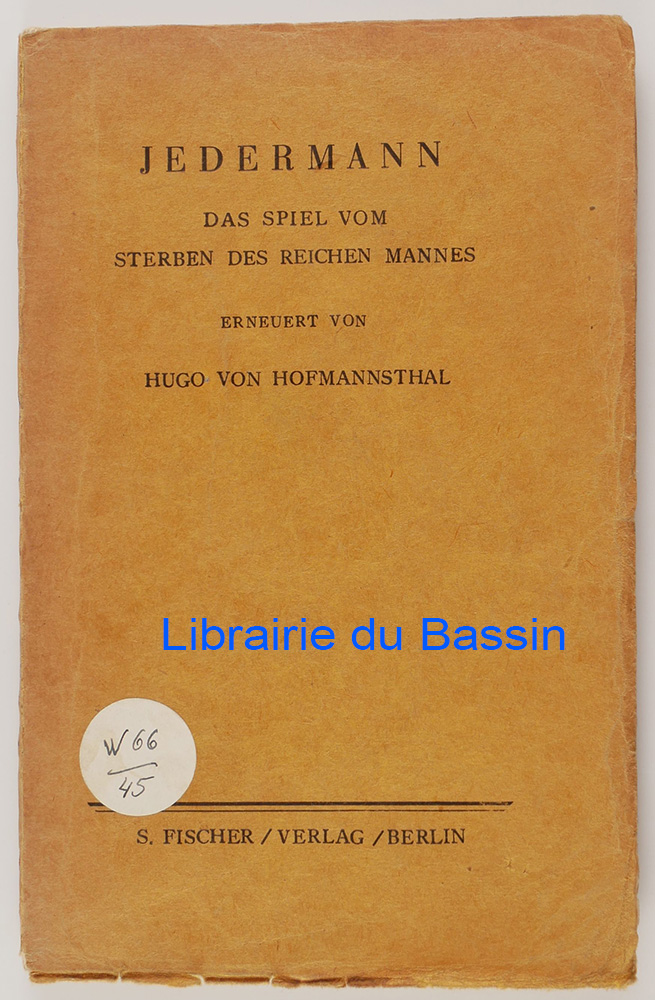 JEDERMANN
DAS SPIEL VOM
STERBEN DES REICHEN MANNES
ERNEUERT VON
HUGO VON HOFMANNSTHAL
Librairie du Bassin
W 66
45
S. FISCHER / VERLAG / BERLIN